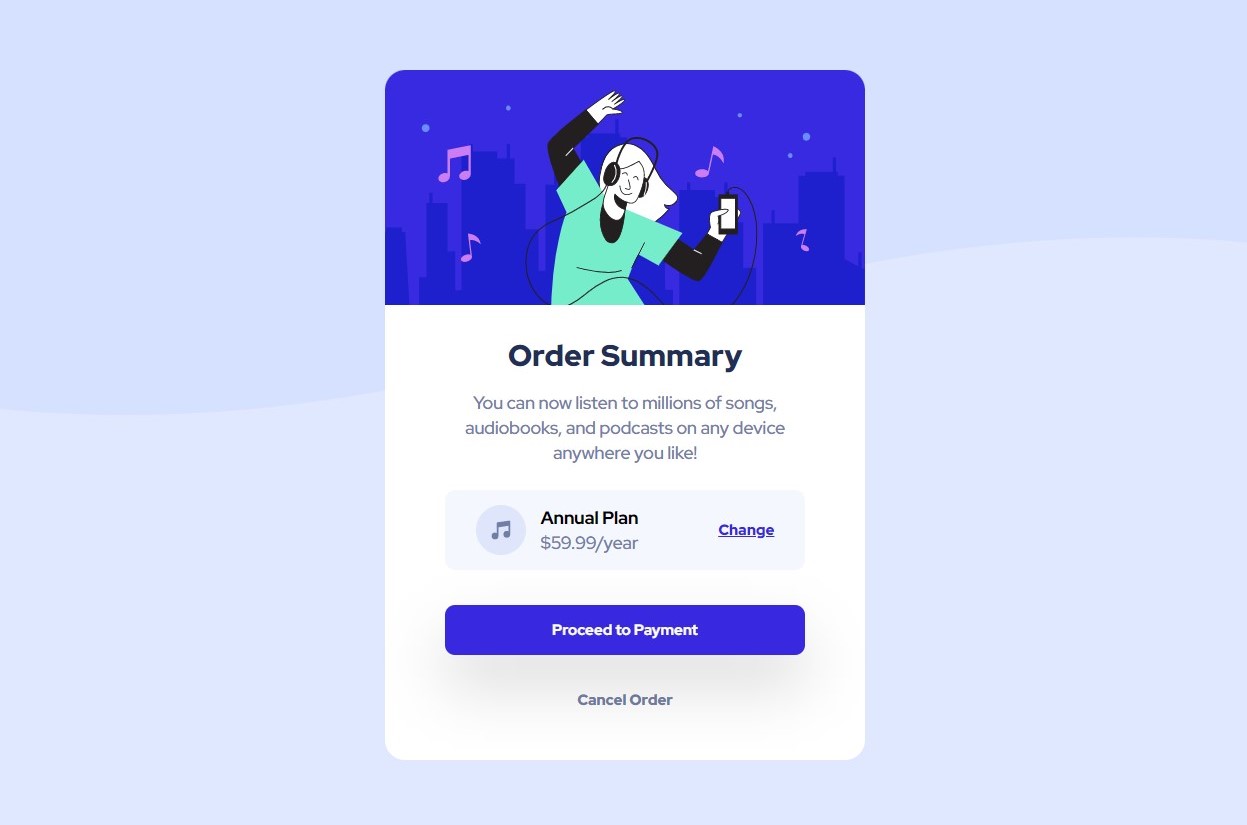 Order Summary
You can now listen to millions of songs,
audiobooks, and podcasts on any device
anywhere you like!
Annual Plan
$59.99/year
Change
Proceed to Payment
Cancel Order